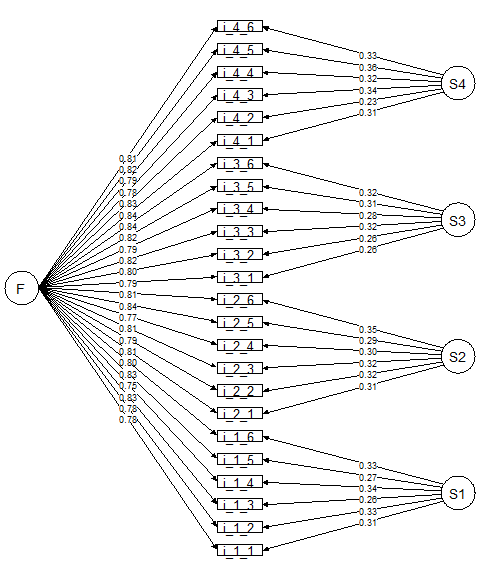 F
0.81
0.82
0.79
0.78
0.83
0.84
0.84
0.82
0.79
0.82
0.80
0.79
0.81
0.84
0.77
0.81
0.79
0.81
0.80
0.83
0.75
0.83
0.78
0.78
i_4_6
i_4_5
i_4_4
i_4_3
i_4_2
i_4_1
i_3_6
i_3_5
i_3_4
i_3_3
i_3_2
i_3_1
i_2_6
i_2_5
i_2_4
i_2_3
i_2_2
i_2_1
i_1_6
i_1_5
i_1_4
i_1_3
i_1_2
i_1_1
0.33
0.36
0.32
0.34
0.23
0.31
S4
0.32
0.31
0.28
0.32
0.26
0.26
S3
0.35
0.29
0.30
0.32
0.32
0.31
S2
0.33
0.27
0.34
0.26
0.33
0.31
S1